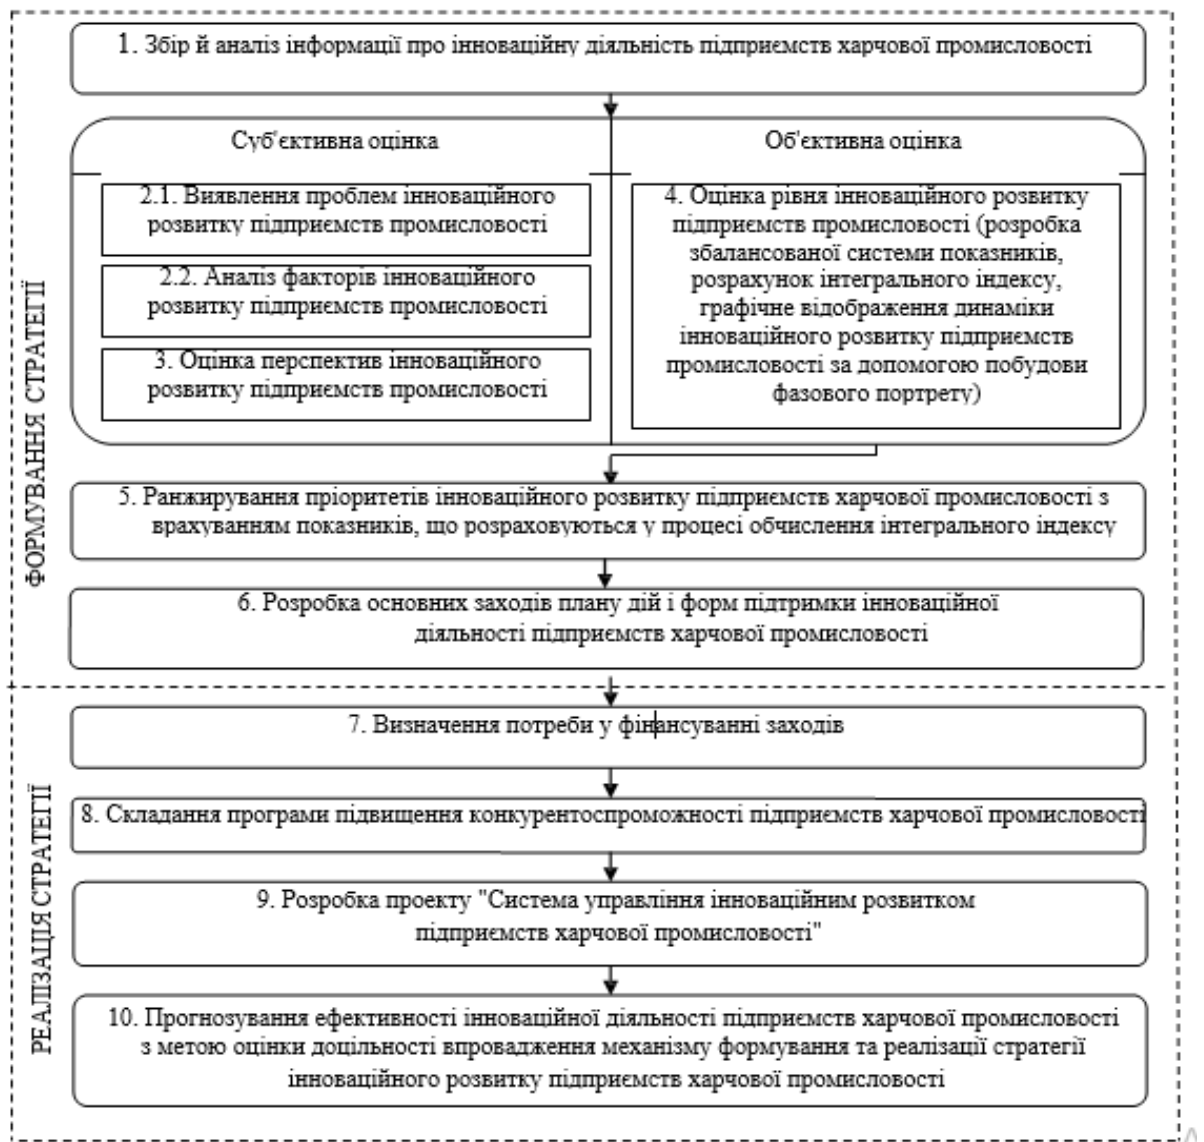 1. Збір й аналіз інформації про інноваційну діяльність підприємств харчової промисловості
Суб'єктивна оцінка
2.1. Виявлення проблем інноваційного
розвитку підприємств промисловості
2.2. Аналіз факторів інноваційного
розвитку підприємств промисловості
3. Оцінка перспектив інноваційного
розвитку підприємств промисловості
Об'єктивна оцінка
4. Оцінка рівня інноваційного розвитку
підприємств промисловості (розробка
збалансованої системи показників,
розрахунок інтегрального індексу,
графічне відображення динаміки
інноваційного розвитку підприємств
промисловості за допомогою побудови
фазового портрету)
5. Ранжирування пріоритетів інноваційного розвитку підприємств харчової промисловості з
врахуванням показників, що розраховуються у процесі обчислення інтегрального індексу
6. Розробка основних заходів плану дій і форм підтримки інноваційної
діяльності підприємств харчової промисловості
ФОРМУВАННЯ СТРАТЕГІЇ
7. Визначення потреби у фінансуванні заходів
8. Складання програми підвищення конкурентоспроможності підприємств харчової промисловості
9. Розробка проекту "Система управління інноваційним розвитком
підприємств харчової промисловості"
10. Прогнозування ефективності інноваційної діяльності підприємств харчової промисловості
з метою оцінки доцільності впровадження механізму формування та реалізації стратегії
інноваційного розвитку підприємств харчової промисловості
РЕАЛІЗАЦІЯ СТРАТЕГІЇ